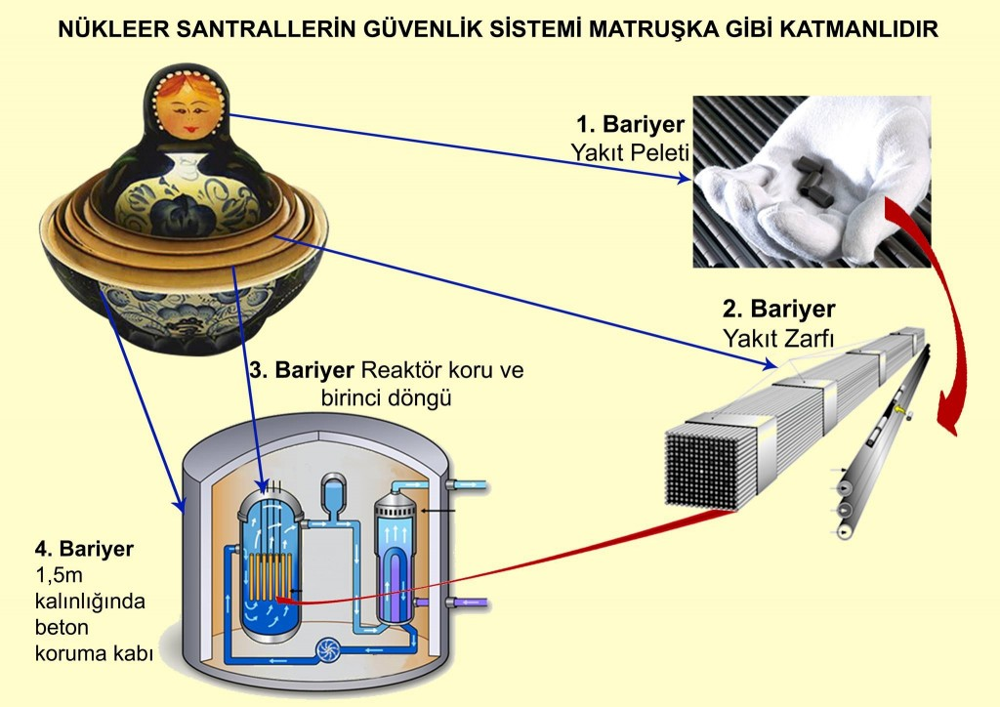 NÜKLEER SANTRALLERİN GÜVENLİK SİSTEMİ MATRUŞKA GİBİ KATMANLIDIR
1. Bariyer
Yakıt Peleti
2. Bariyer
Yakıt Zarfı
3. Bariyer Reaktör koru ve
birinci döngü
4. Bariyer
1,5m
kalınlığında
beton
koruma kabı